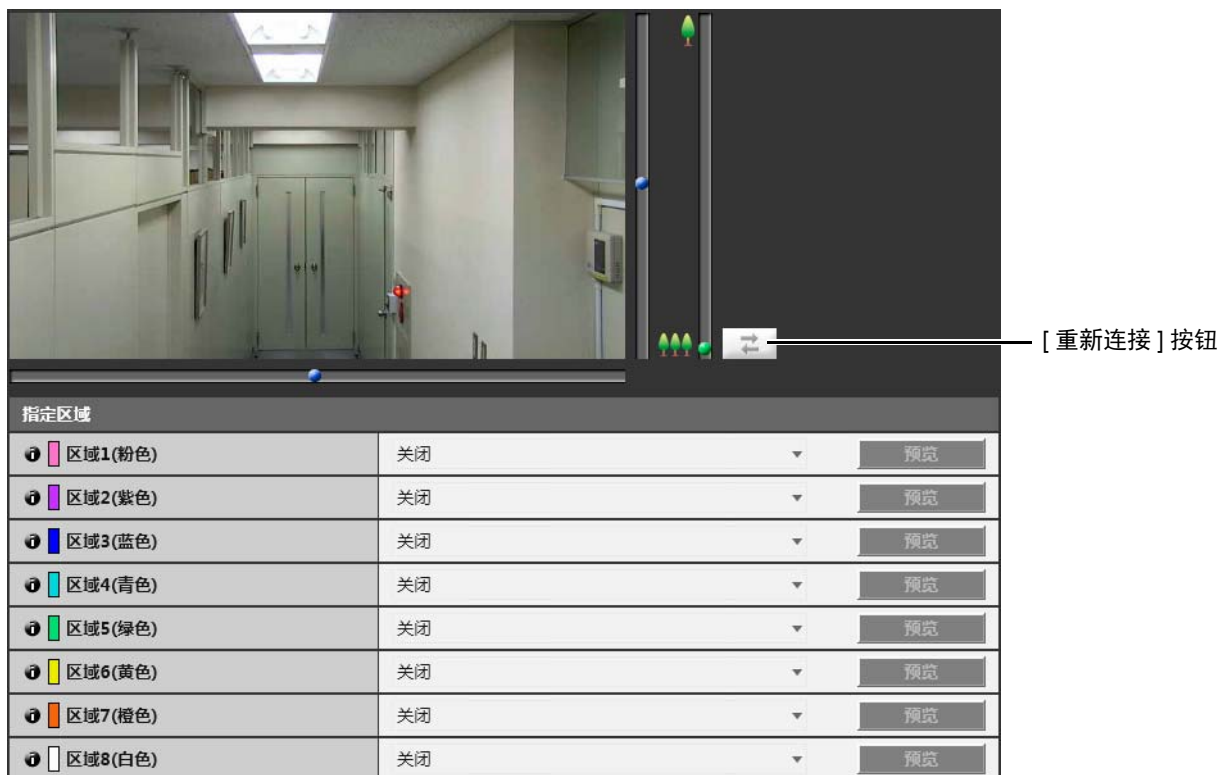 [ 重新连接 ] 按钮
指定区域
区域1(粉色) 关闭 预览
区域2(紫色) 关闭 预览
区域3(蓝色) 关闭 预览
区域4(青色) 关闭 预览
区域5(绿色) 关闭 预览
区域6(黄色) 关闭 预览
区域7(橙色) 关闭 预览
区域8(白色) 关闭 预览